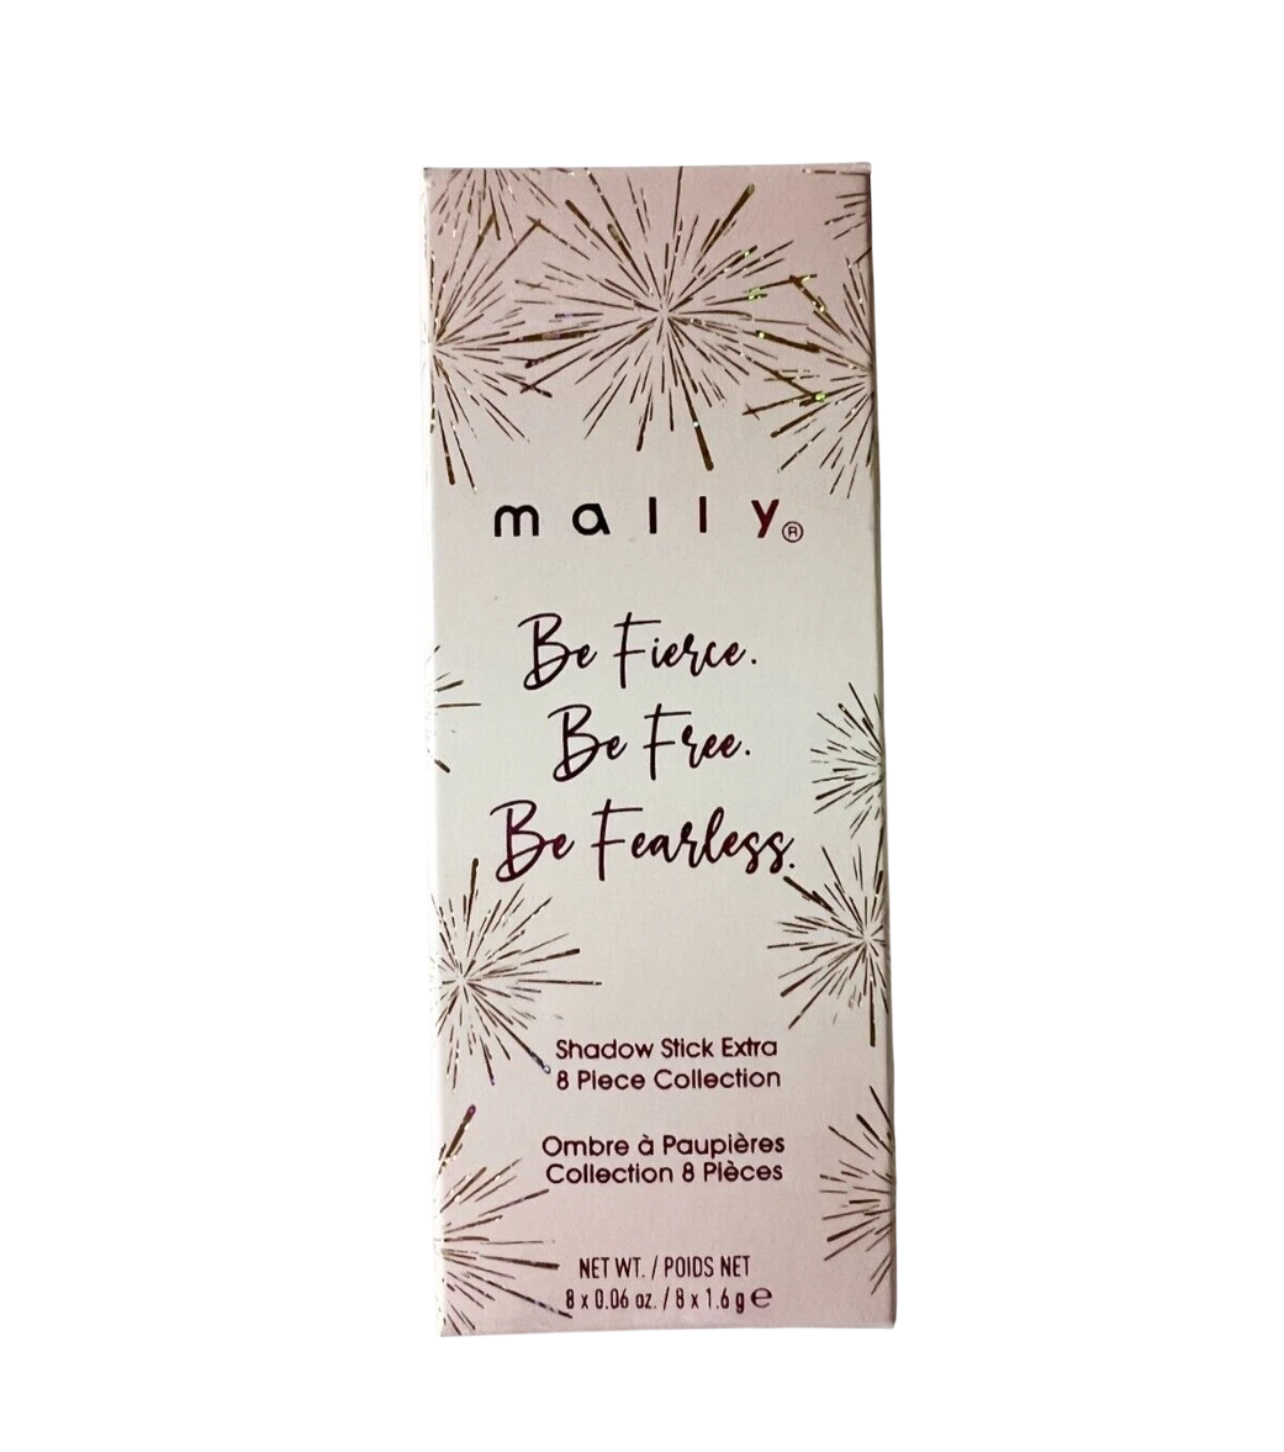 mally®
Be Fierce.
Be Free.
Be Fearless.
Shadow Stick Extra
8 Piece Collection
Ombre à Paupières
Collection 8 Pièces
NET WT. / POIDS NET
8 x 0.06 oz. / 8 x 1.6 g ℮